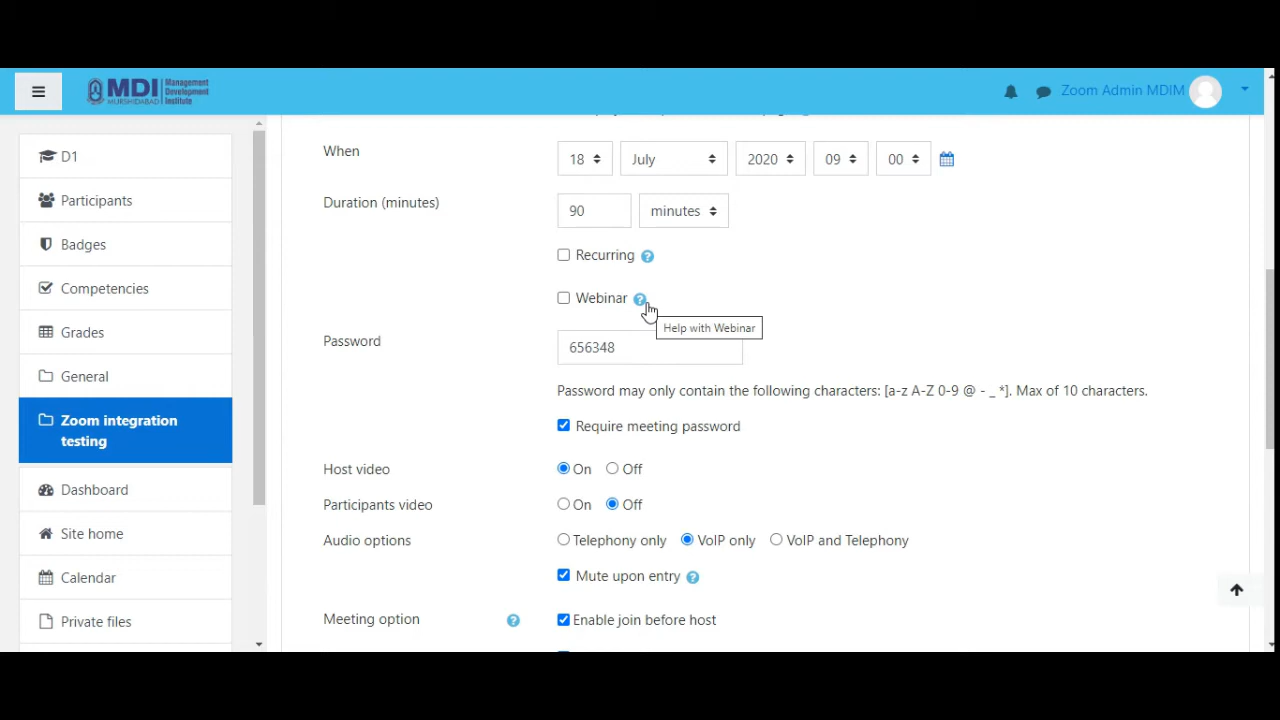 MDI Management Development Institute
MURSHIDABAD
Zoom Admin MDIM
D1
Participants
Badges
Competencies
Grades
General
Zoom integration
testing
Dashboard
Site home
Calendar
Private files
When 18 July 2020 09 00
Duration (minutes) 90 minutes
Recurring ?
Webinar ?
Help with Webinar
Password 656348
Password may only contain the following characters: [a-z A-Z 0-9 @ - _ *]. Max of 10 characters.
Require meeting password
Host video On Off
Participants video On Off
Audio options Telephony only VoIP only VoIP and Telephony
Mute upon entry ?
Meeting option ? Enable join before host